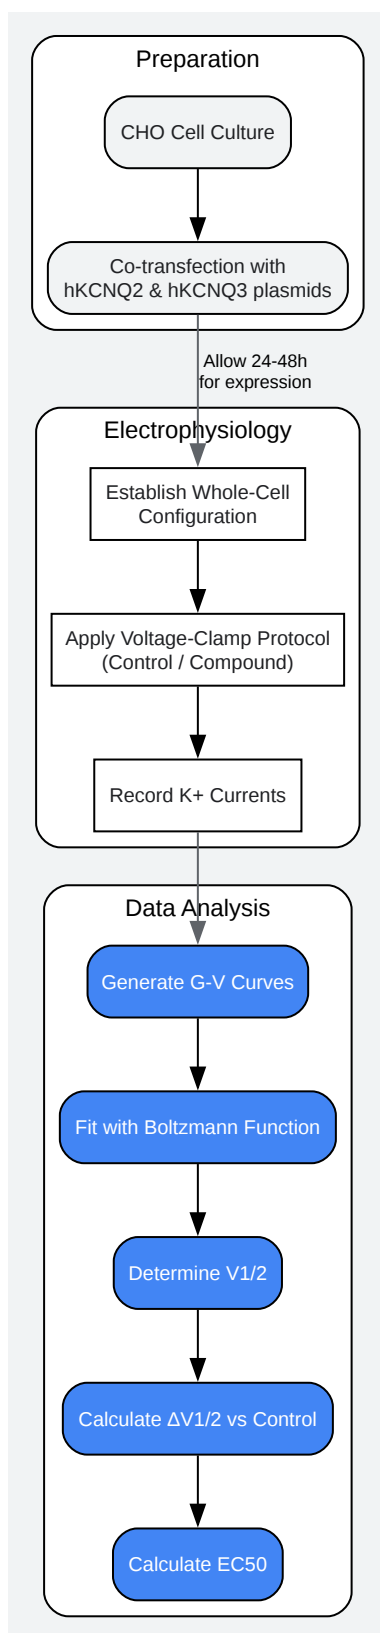 Preparation
CHO Cell Culture
Co-transfection with
hKCNQ2 & hKCNQ3 plasmids
Allow 24-48h
for expression
Electrophysiology
Establish Whole-Cell
Configuration
Apply Voltage-Clamp Protocol
(Control / Compound)
Record K+ Currents
Data Analysis
Generate G-V Curves
Fit with Boltzmann Function
Determine V1/2
Calculate ΔV1/2 vs Control
Calculate EC50